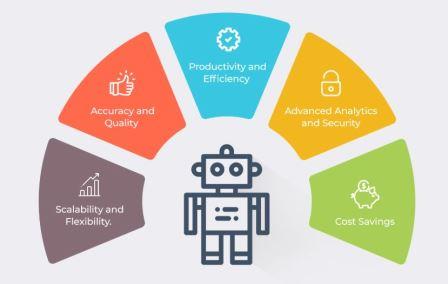 Scalability and
Flexibility.
Accuracy and
Quality
Productivity and
Efficiency
Advanced Analytics
and Security
Cost Savings